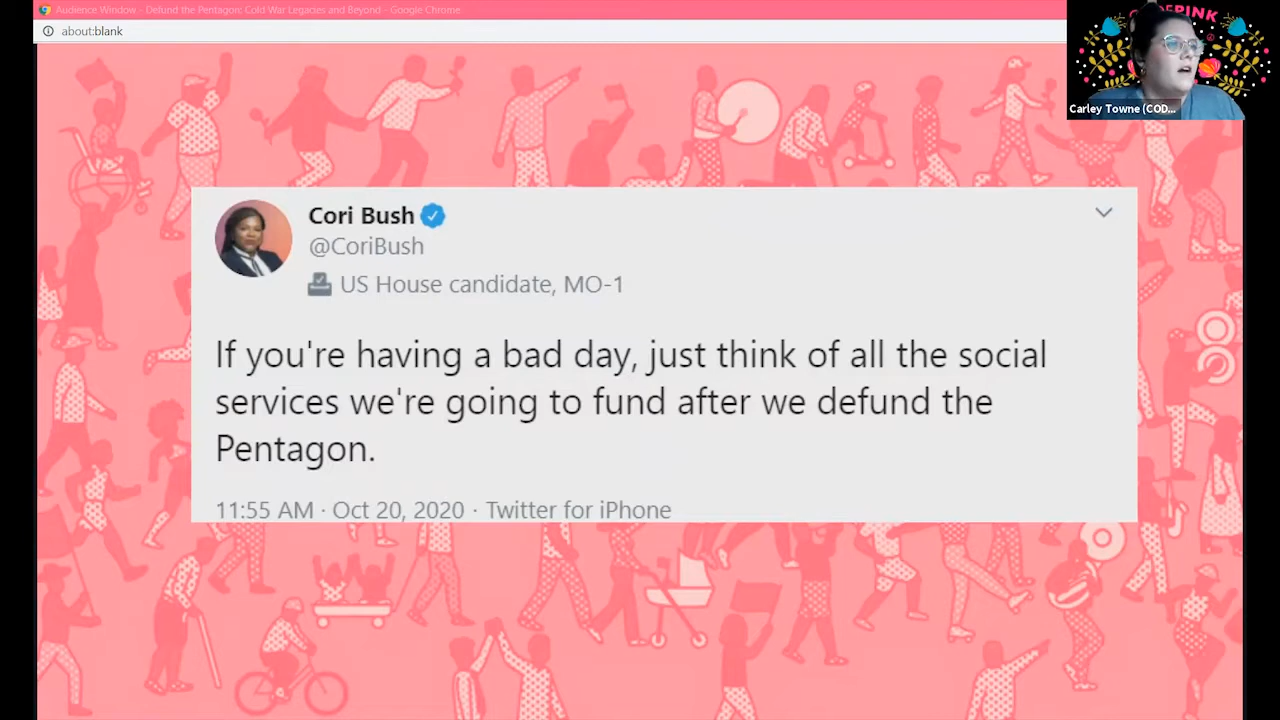 Audience Window - Defund the Pentagon: Cold War Legacies and Beyond - Google Chrome
about:blank
PINK
Carley Towne (COD...
Cori Bush
@CoriBush
US House candidate, MO-1
If you're having a bad day, just think of all the social
services we're going to fund after we defund the
Pentagon.
11:55 AM · Oct 20, 2020 · Twitter for iPhone